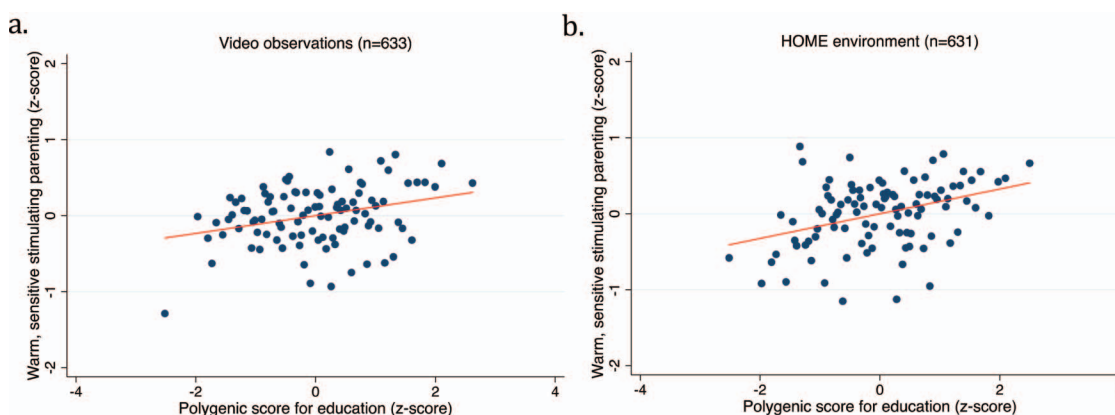 a.
Video observations (n=633)
Warm, sensitive stimulating parenting (z-score)
2
1
0
-1
-2
-4
-2
0
2
4
Polygenic score for education (z-score)
b.
HOME environment (n=631)
Warm, sensitive stimulating parenting (z-score)
2
1
0
-1
-2
-4
-2
0
2
Polygenic score for education (z-score)